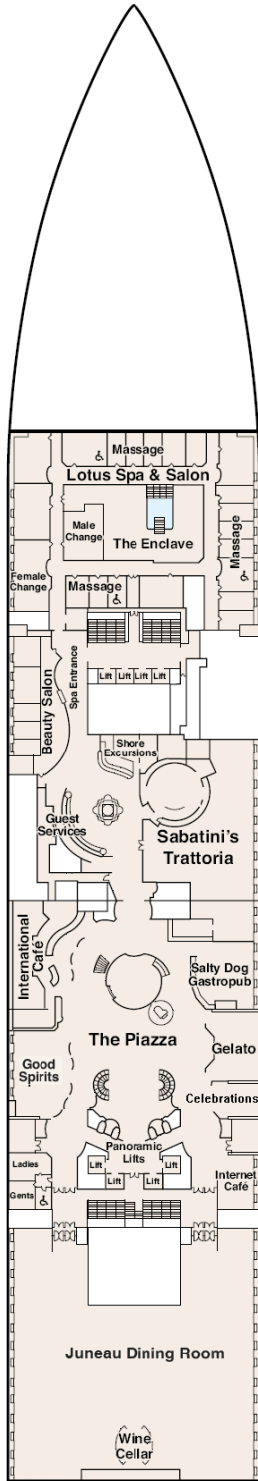 Massage
Lotus Spa & Salon
Male
Change
The Enclave
Massage
Female
Change
Massage
Lift
Lift
Lift
Lift
Spa Entrance
Beauty Salon
Shore
Excursions
Guest
Services
Sabatini's
Trattoria
International
Café
Salty Dog
Gastropub
The Piazza
Gelato
Good
Spirits
Celebrations
Panoramic
Lifts
Lift
Lift
Lift
Lift
Ladies
Gents
Internet
Café
Juneau Dining Room
Wine
Cellar